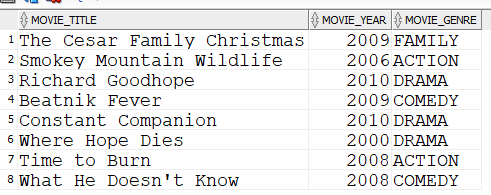 MOVIE_TITLE MOVIE_YEAR MOVIE_GENRE
1 The Cesar Family Christmas 2009 FAMILY
2 Smokey Mountain Wildlife 2006 ACTION
3 Richard Goodhope 2010 DRAMA
4 Beatnik Fever 2009 COMEDY
5 Constant Companion 2010 DRAMA
6 Where Hope Dies 2000 DRAMA
7 Time to Burn 2008 ACTION
8 What He Doesn't Know 2008 COMEDY